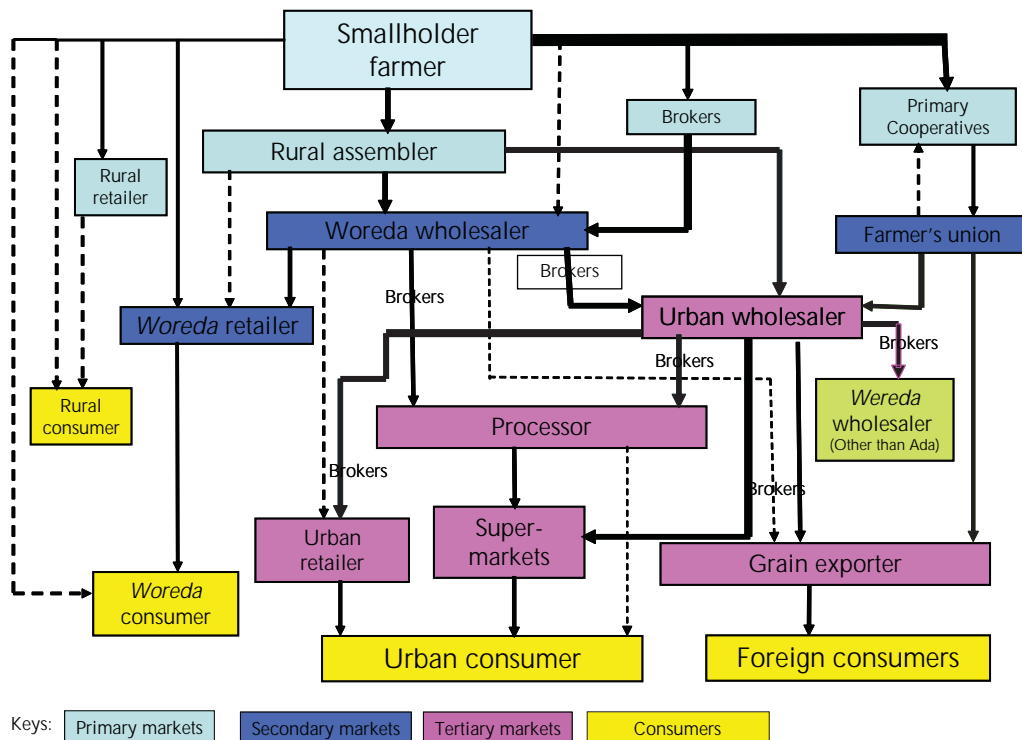 Smallholder
farmer
Brokers
Primary
Cooperatives
Rural assembler
Rural
retailer
Woreda wholesaler
Farmer's union
Brokers
Brokers
Woreda retailer
Urban wholesaler
Brokers
Brokers
Rural
consumer
Wereda
wholesaler
(Other than Ada)
Processor
Brokers
Brokers
Urban
retailer
Super-
markets
Grain exporter
Woreda
consumer
Urban consumer
Foreign consumers
Keys:
Primary markets
Secondary markets
Tertiary markets
Consumers